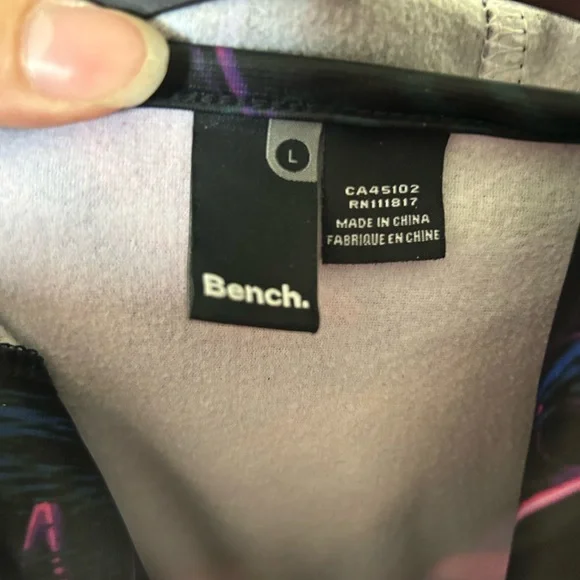 L
Bench.
CA45102
RN111817
MADE IN CHINA
FABRIQUE EN CHINE